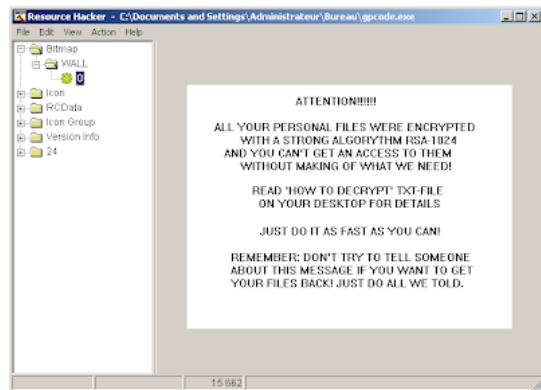 Resource Hacker - C:\Documents and Settings\Administrateur\Bureau\gpcode.exe
File Edit View Action Help
Bitmap
WALL
0
Icon
RCData
Icon Group
Version Info
24
ATTENTION!!!!!!
ALL YOUR PERSONAL FILES WERE ENCRYPTED
WITH A STRONG ALGORYTHM RSA-1024
AND YOU CAN'T GET AN ACCESS TO THEM
WITHOUT MAKING OF WHAT WE NEED!
READ 'HOW TO DECRYPT' TXT-FILE
ON YOUR DESKTOP FOR DETAILS
JUST DO IT AS FAST AS YOU CAN!
REMEMBER: DON'T TRY TO TELL SOMEONE
ABOUT THIS MESSAGE IF YOU WANT TO GET
YOUR FILES BACK! JUST DO ALL WE TOLD.
15:662